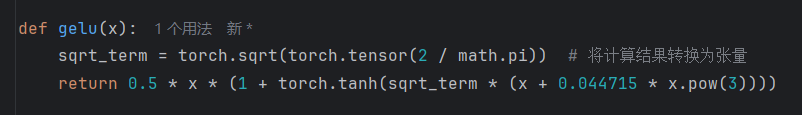 def gelu(x): 1 个用法 新 *
    sqrt_term = torch.sqrt(torch.tensor(2 / math.pi))  # 将计算结果转换为张量
    return 0.5 * x * (1 + torch.tanh(sqrt_term * (x + 0.044715 * x.pow(3))))